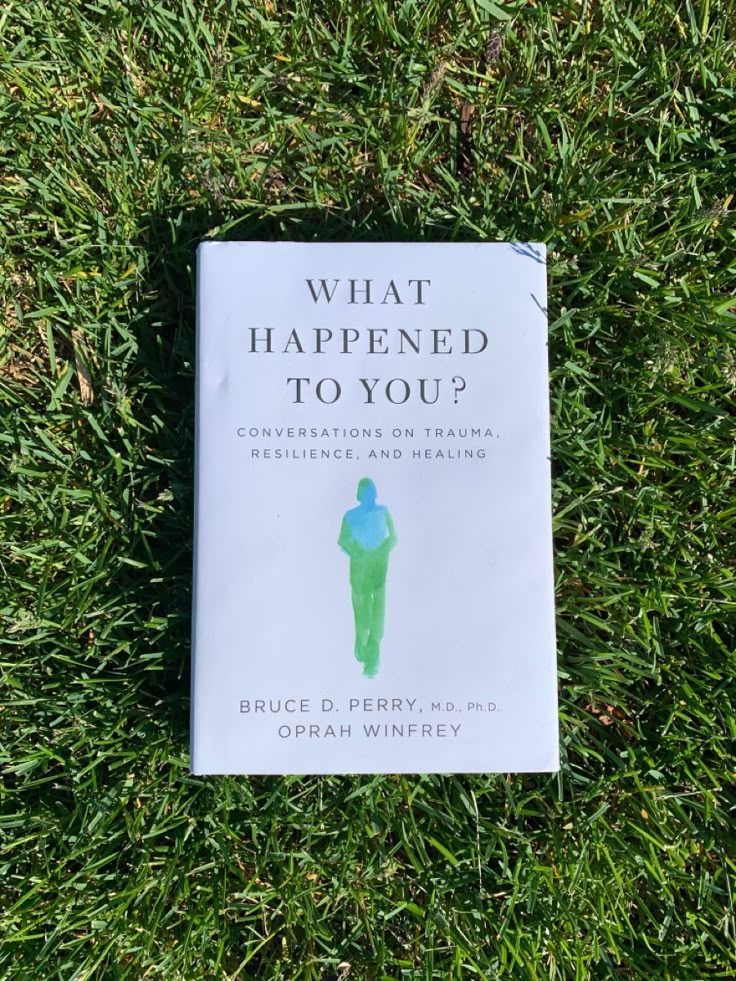 WHAT
HAPPENED
TO YOU?
CONVERSATIONS ON TRAUMA,
RESILIENCE, AND HEALING
BRUCE D. PERRY, M.D., Ph.D.
OPRAH WINFREY